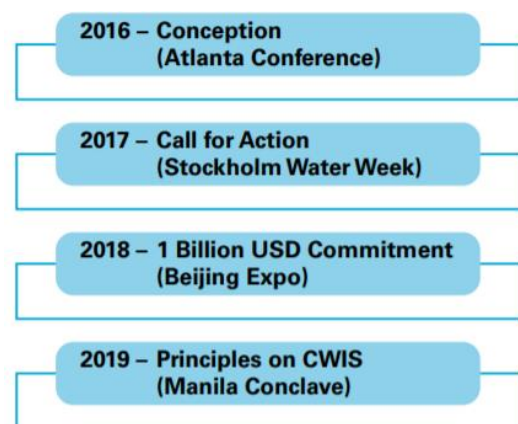 2016 – Conception
(Atlanta Conference)
2017 – Call for Action
(Stockholm Water Week)
2018 – 1 Billion USD Commitment
(Beijing Expo)
2019 – Principles on CWIS
(Manila Conclave)